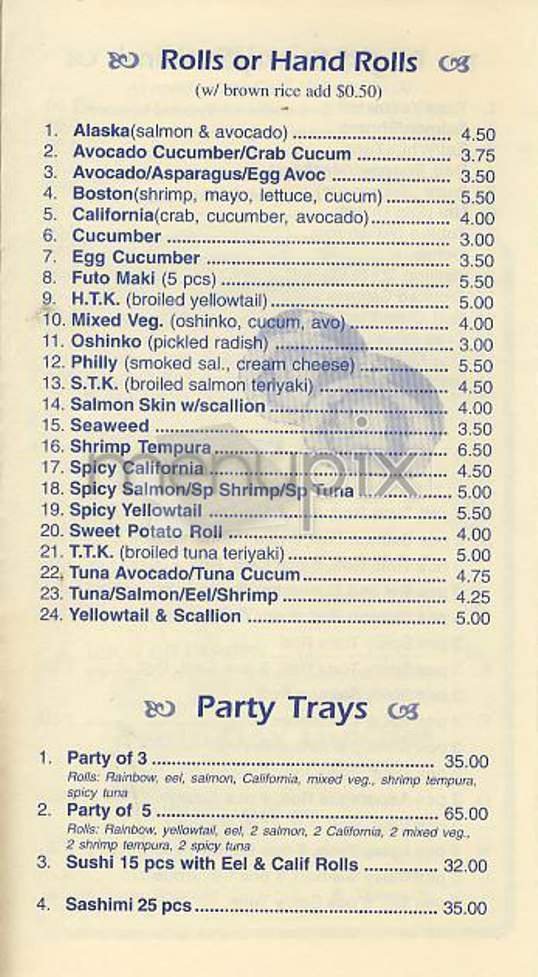 Rolls or Hand Rolls
(w/ brown rice add $0.50)
1. Alaska(salmon & avocado) 4.50
2. Avocado Cucumber/Crab Cucum 3.75
3. Avocado/Asparagus/Egg Avoc 3.50
4. Boston(shrimp, mayo, lettuce, cucum) 5.50
5. California(crab, cucumber, avocado) 4.00
6. Cucumber 3.00
7. Egg Cucumber 3.50
8. Futo Maki (5 pcs) 5.50
9. H.T.K. (broiled yellowtail) 5.00
10. Mixed Veg. (oshinko, cucum, avo) 4.00
11. Oshinko (pickled radish) 3.00
12. Philly (smoked sal., cream cheese) 5.50
13. S.T.K. (broiled salmon teriyaki) 4.50
14. Salmon Skin w/scallion 4.00
15. Seaweed 3.50
16. Shrimp Tempura 6.50
17. Spicy California 4.50
18. Spicy Salmon/Sp Shrimp/Sp Tuna 5.00
19. Spicy Yellowtail 5.50
20. Sweet Potato Roll 4.00
21. T.T.K. (broiled tuna teriyaki) 5.00
22. Tuna Avocado/Tuna Cucum 4.75
23. Tuna/Salmon/Eel/Shrimp 4.25
24. Yellowtail & Scallion 5.00
menupix
Party Trays
1. Party of 3 35.00
Rolls: Rainbow, eel, salmon, California, mixed veg., shrimp tempura,
spicy tuna
2. Party of 5 65.00
Rolls: Rainbow, yellowtail, eel, 2 salmon, 2 California, 2 mixed veg.,
2 shrimp tempura, 2 spicy tuna
3. Sushi 15 pcs with Eel & Calif Rolls 32.00
4. Sashimi 25 pcs 35.00